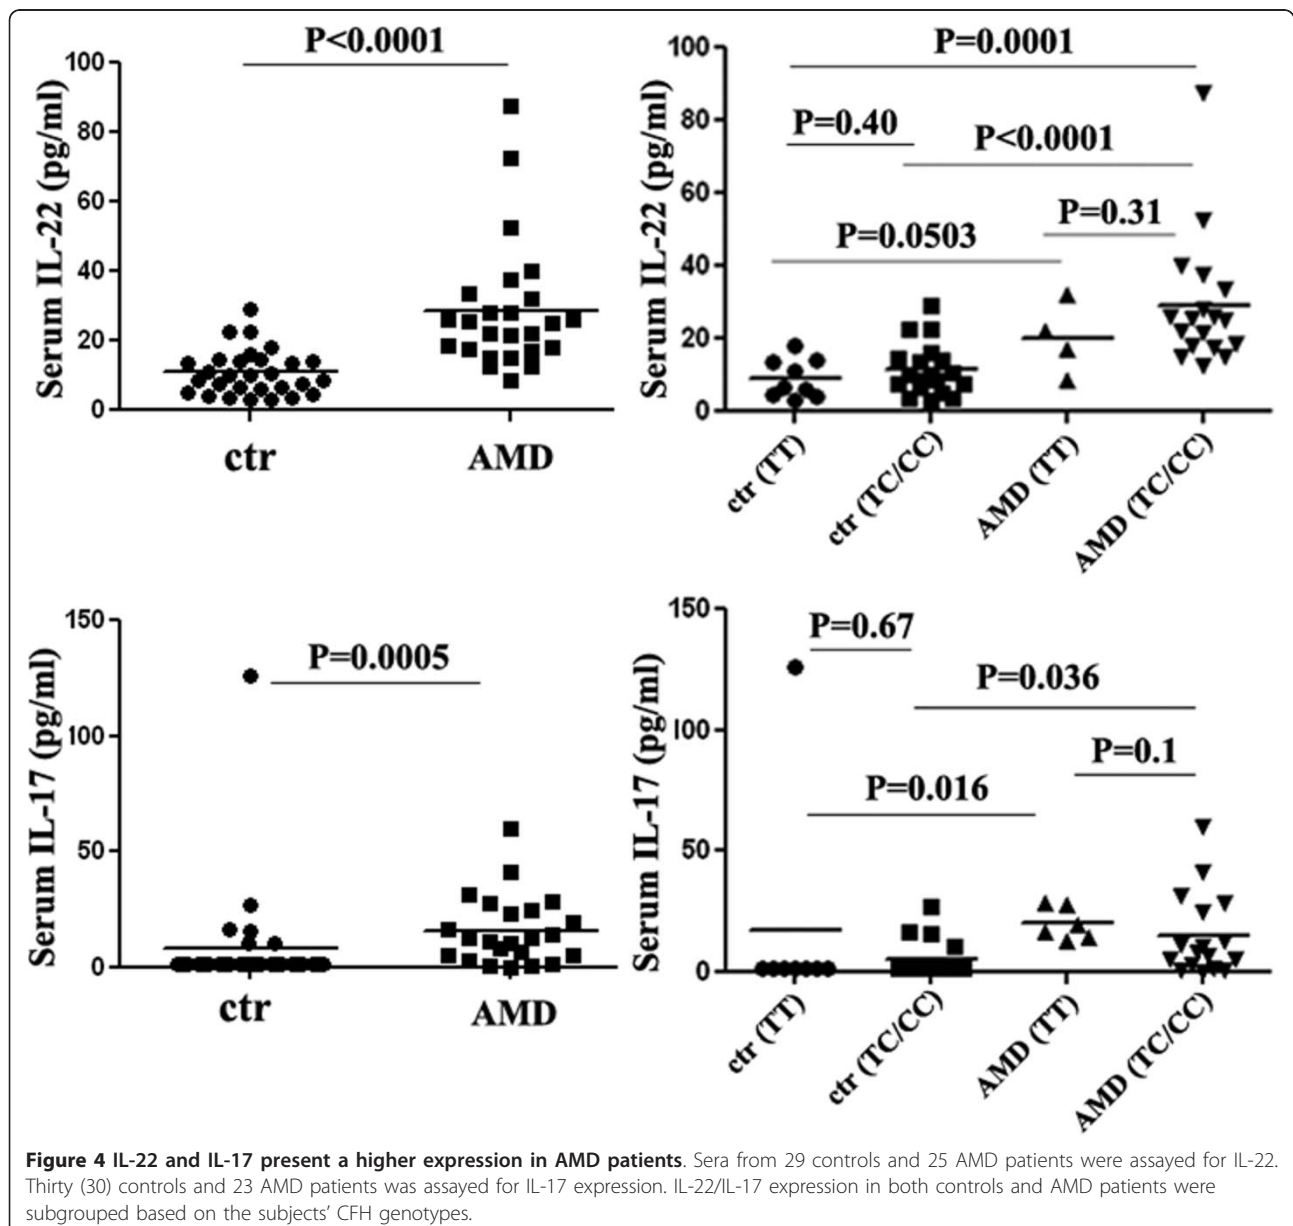 P<0.0001
100
80
60
40
20
0
Serum IL-22 (pg/ml)
ctr
AMD
P=0.0001
P=0.40
P<0.0001
P=0.31
P=0.0503
100
80
60
40
20
0
Serum IL-22 (pg/ml)
ctr (TT)
ctr (TC/CC)
AMD (TT)
AMD (TC/CC)
P=0.0005
150
100
50
0
Serum IL-17 (pg/ml)
ctr
AMD
P=0.67
P=0.036
P=0.1
P=0.016
150
100
50
0
Serum IL-17 (pg/ml)
ctr (TT)
ctr (TC/CC)
AMD (TT)
AMD (TC/CC)
Figure 4 IL-22 and IL-17 present a higher expression in AMD patients. Sera from 29 controls and 25 AMD patients were assayed for IL-22.
Thirty (30) controls and 23 AMD patients was assayed for IL-17 expression. IL-22/IL-17 expression in both controls and AMD patients were
subgrouped based on the subjects' CFH genotypes.